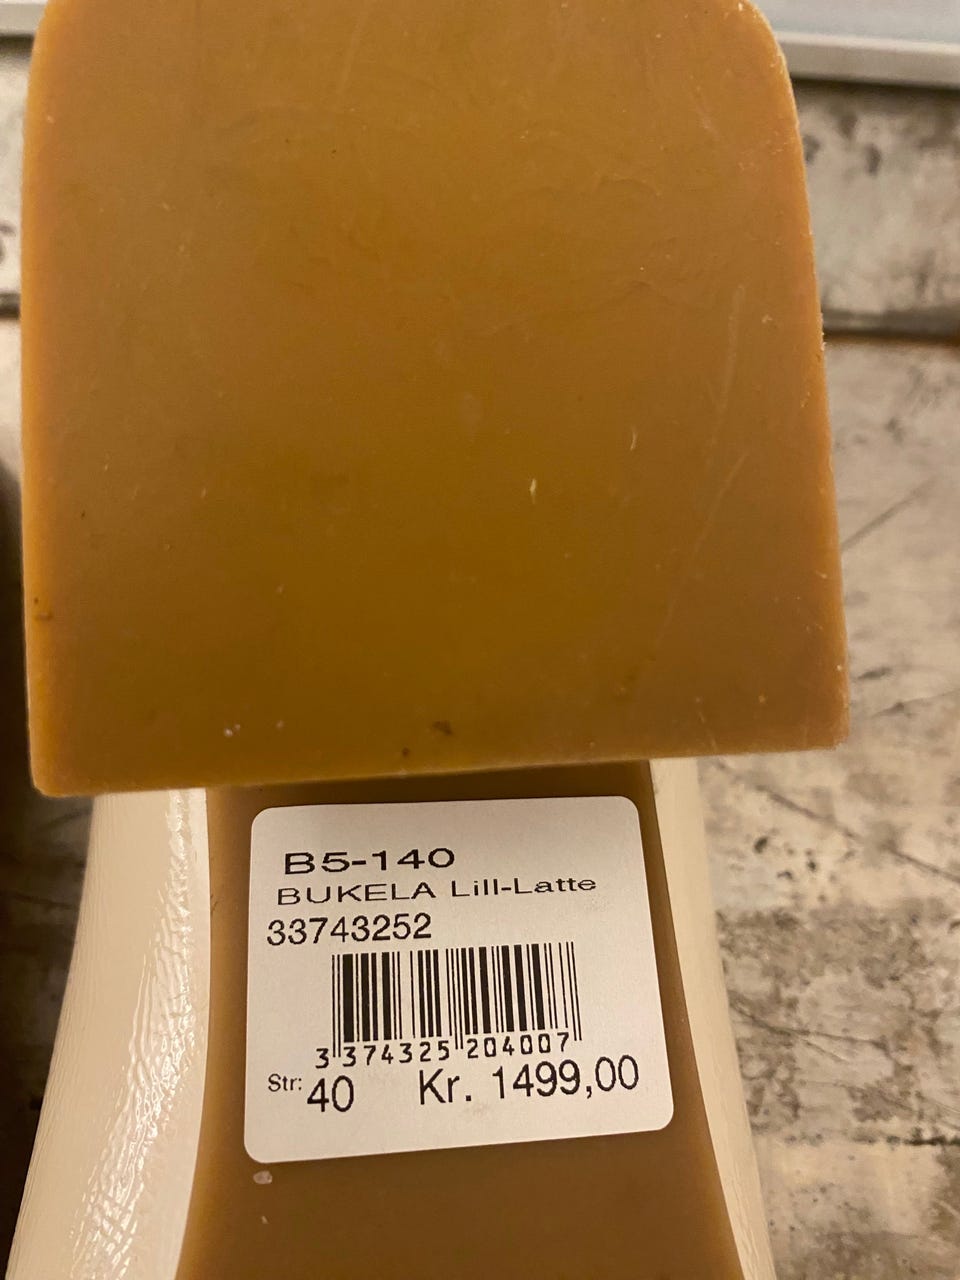 B5-140
BUKELA Lill-Latte
33743252
3 374325 204007
Str: 40 Kr. 1499,00